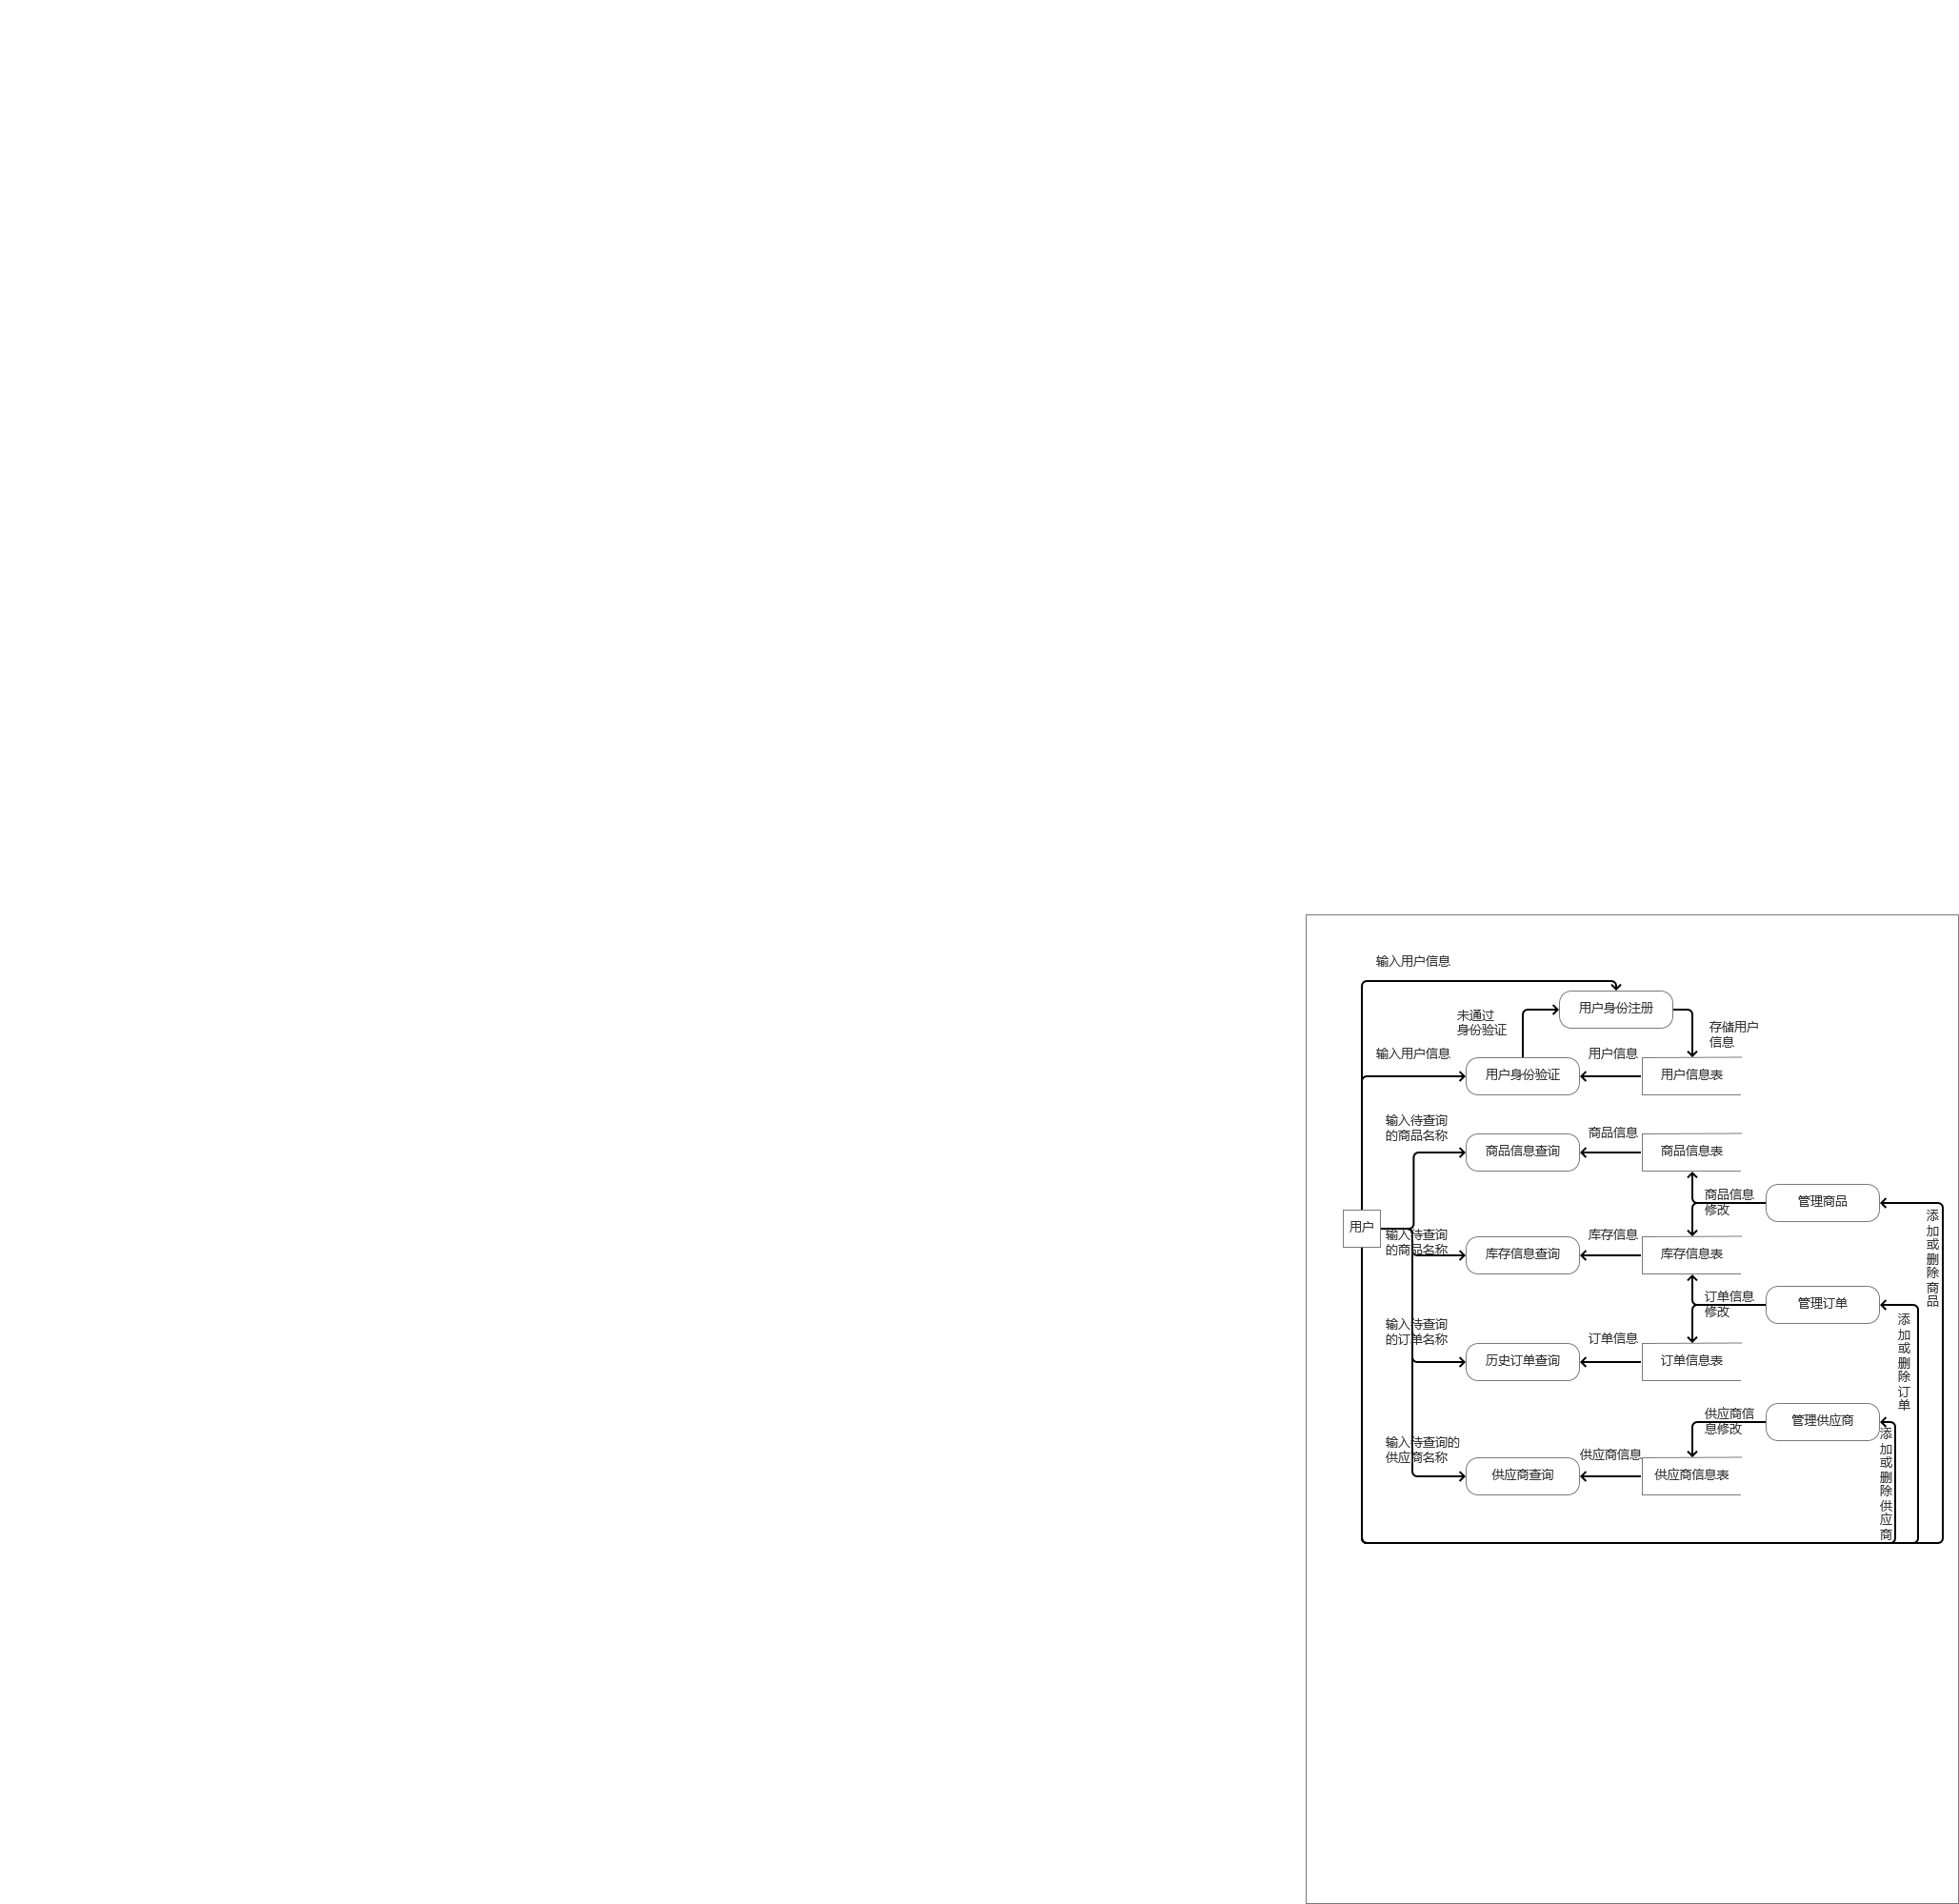 输入用户信息
用户身份注册
未通过
身份验证
存储用户
信息
输入用户信息
用户信息
用户身份验证
用户信息表
输入待查询
的商品名称
商品信息
商品信息查询
商品信息表
商品信息
修改
管理商品
添
加
或
删
除
商
品
用户
输入待查询
的商品名称
库存信息
库存信息查询
库存信息表
订单信息
修改
管理订单
添
加
或
删
除
订
单
输入待查询
的订单名称
订单信息
历史订单查询
订单信息表
供应商信
息修改
管理供应商
添
加
或
删
除
供
应
商
输入待查询的
供应商名称
供应商信息
供应商查询
供应商信息表